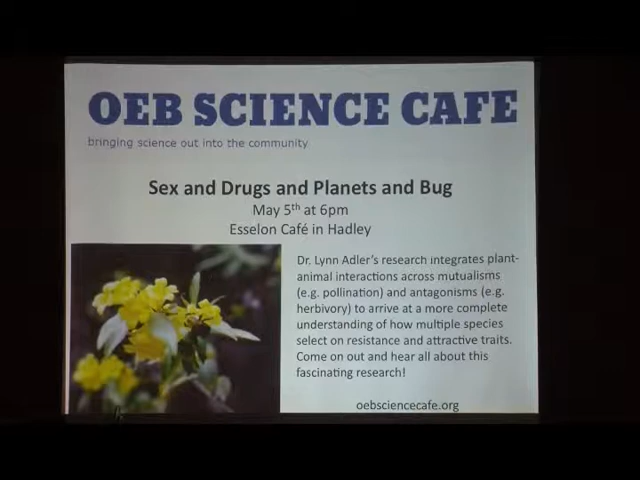 OEB SCIENCE CAFE
bringing science out into the community
Sex and Drugs and Planets and Bug
May 5th at 6pm
Esselon Café in Hadley
Dr. Lynn Adler's research integrates plant-
animal interactions across mutualisms
(e.g. pollination) and antagonisms (e.g.
herbivory) to arrive at a more complete
understanding of how multiple species
select on resistance and attractive traits.
Come on out and hear all about this
fascinating research!
oebsciencecafe.org